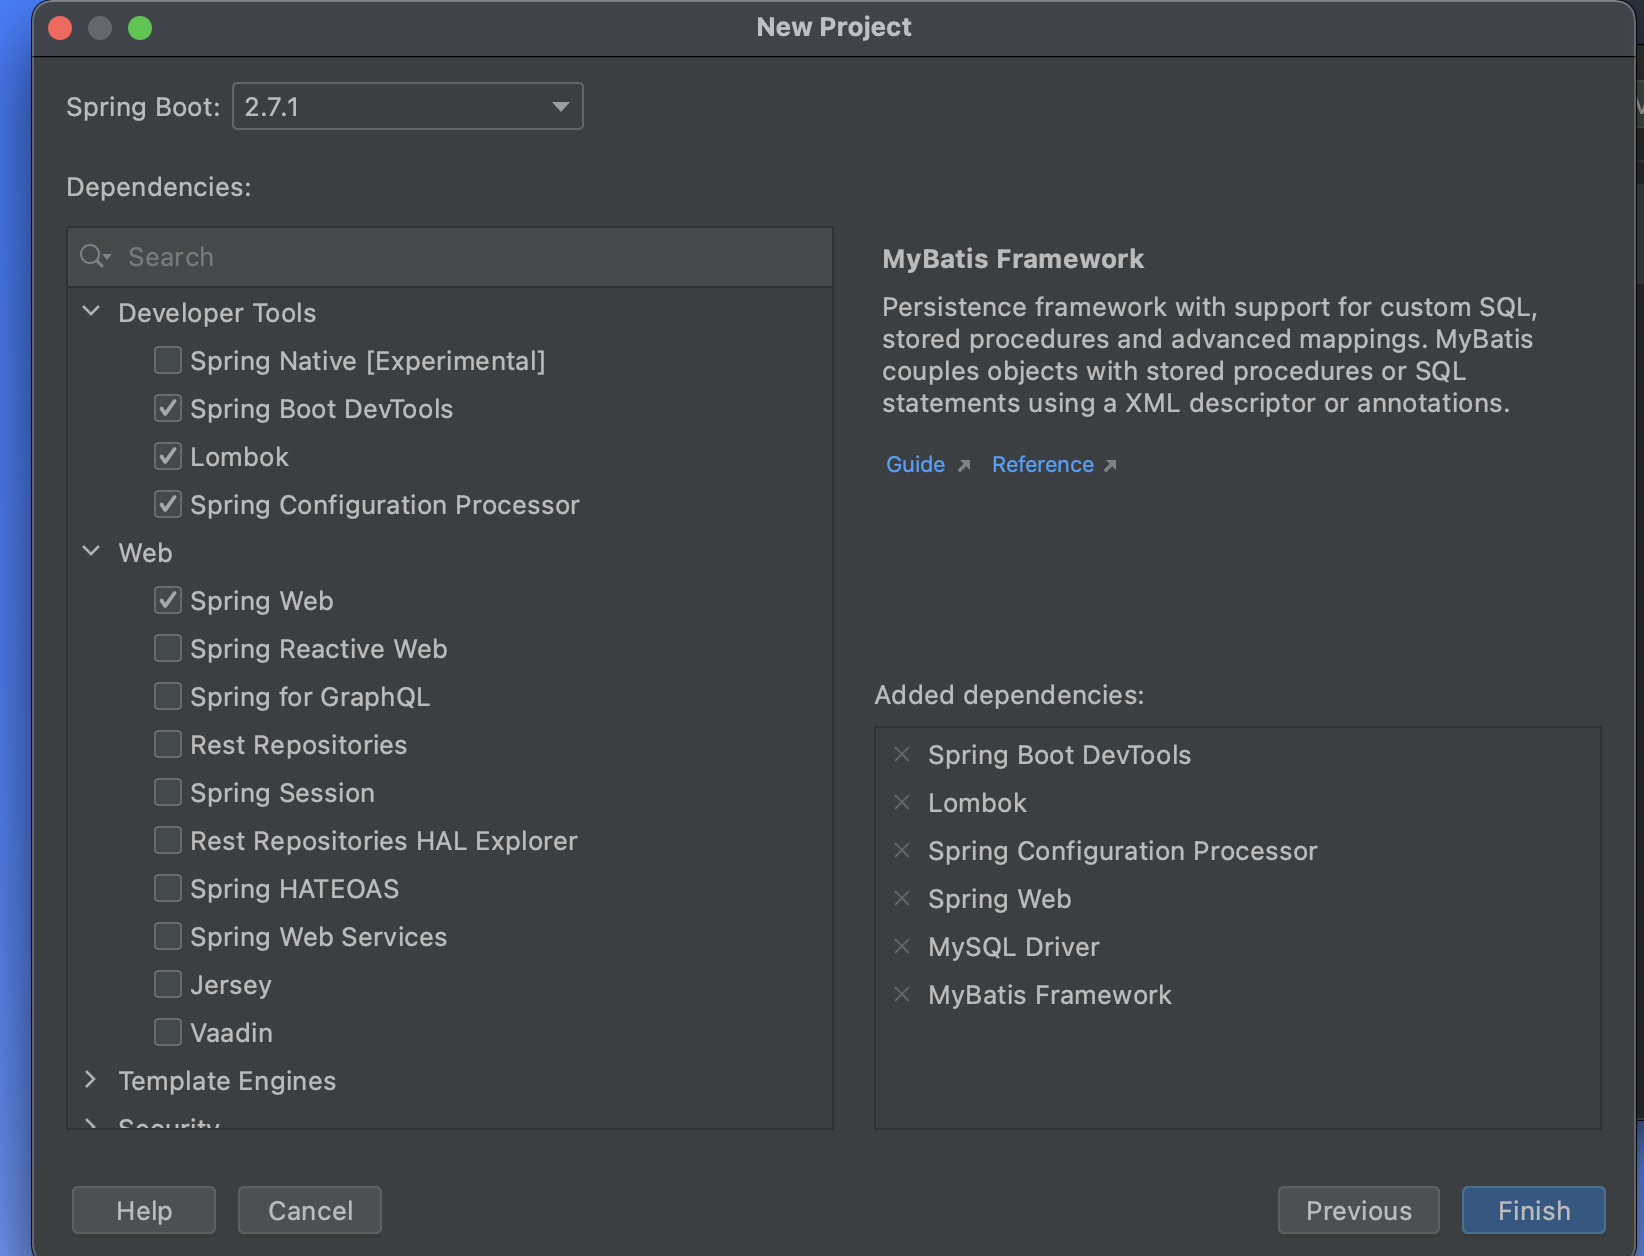 New Project
Spring Boot: 2.7.1
Dependencies:
Search
Developer Tools
Spring Native [Experimental]
Spring Boot DevTools
Lombok
Spring Configuration Processor
Web
Spring Web
Spring Reactive Web
Spring for GraphQL
Rest Repositories
Spring Session
Rest Repositories HAL Explorer
Spring HATEOAS
Spring Web Services
Jersey
Vaadin
Template Engines
Security
MyBatis Framework
Persistence framework with support for custom SQL,
stored procedures and advanced mappings. MyBatis
couples objects with stored procedures or SQL
statements using a XML descriptor or annotations.
Guide Reference
Added dependencies:
Spring Boot DevTools
Lombok
Spring Configuration Processor
Spring Web
MySQL Driver
MyBatis Framework
Help Cancel Previous Finish